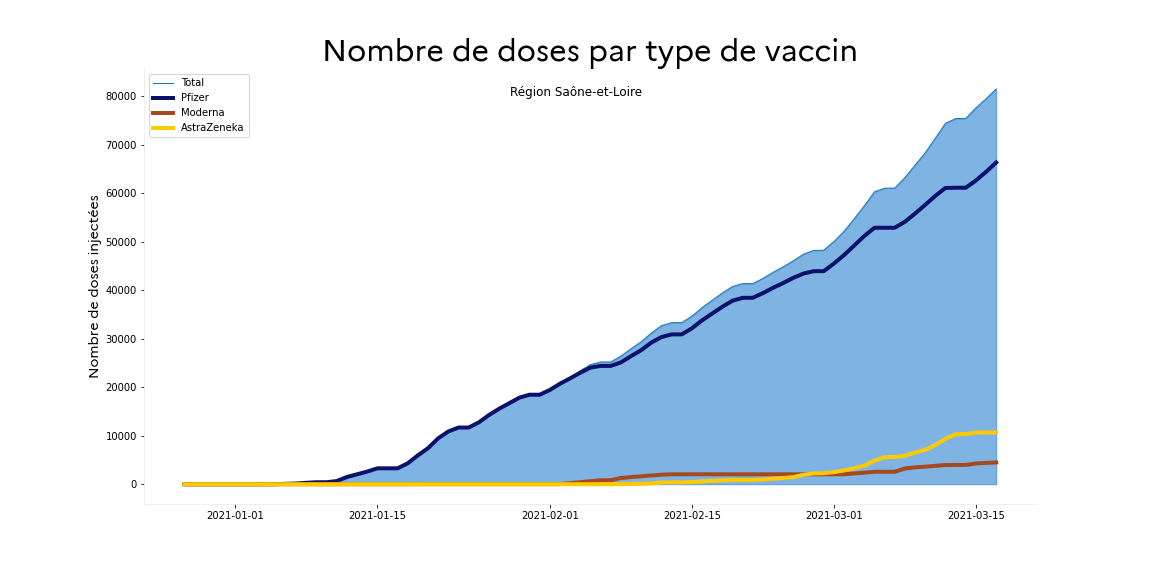 Nombre de doses par type de vaccin
Région Saône-et-Loire
Total
Pfizer
Moderna
AstraZeneka
Nombre de doses injectées
80000
70000
60000
50000
40000
30000
20000
10000
0
2021-01-01
2021-01-15
2021-02-01
2021-02-15
2021-03-01
2021-03-15